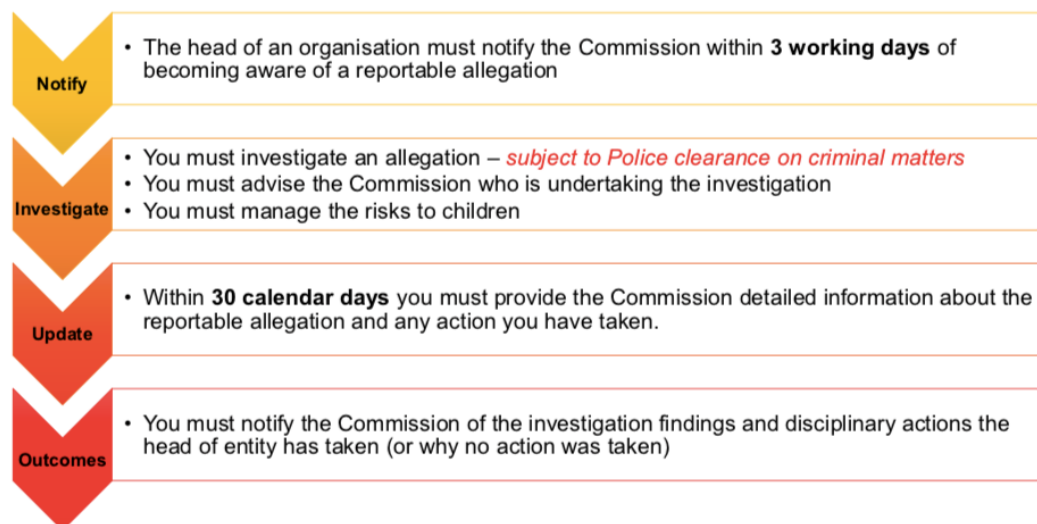 Notify
• The head of an organisation must notify the Commission within 3 working days of
becoming aware of a reportable allegation
Investigate
• You must investigate an allegation – subject to Police clearance on criminal matters
• You must advise the Commission who is undertaking the investigation
• You must manage the risks to children
Update
• Within 30 calendar days you must provide the Commission detailed information about the
reportable allegation and any action you have taken.
Outcomes
• You must notify the Commission of the investigation findings and disciplinary actions the
head of entity has taken (or why no action was taken)